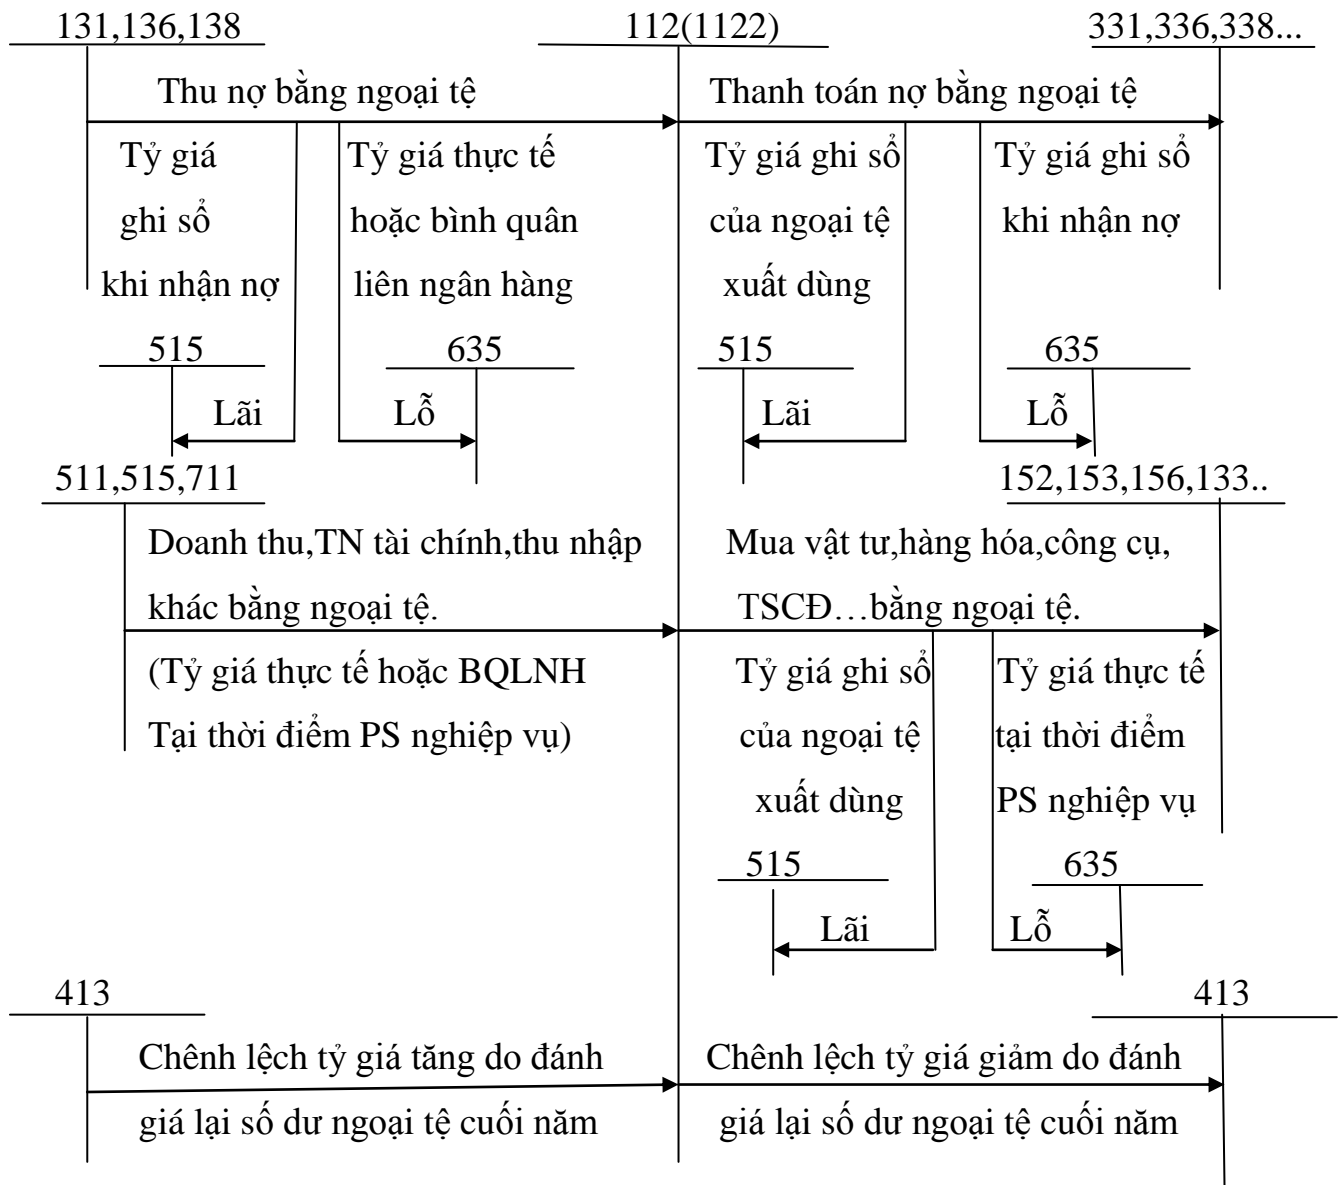 131,136,138
112(1122)
331,336,338...
Thu nợ bằng ngoại tệ
Thanh toán nợ bằng ngoại tệ
Tỷ giá
ghi sổ
khi nhận nợ
Tỷ giá thực tế
hoặc bình quân
liên ngân hàng
Tỷ giá ghi sổ
của ngoại tệ
xuất dùng
Tỷ giá ghi sổ
khi nhận nợ
515
635
515
635
Lãi
Lỗ
Lãi
Lỗ
511,515,711
152,153,156,133..
Doanh thu,TN tài chính,thu nhập
khác bằng ngoại tệ.
(Tỷ giá thực tế hoặc BQLNH
Tại thời điểm PS nghiệp vụ)
Mua vật tư,hàng hóa,công cụ,
TSCĐ…bằng ngoại tệ.
Tỷ giá ghi sổ
của ngoại tệ
xuất dùng
Tỷ giá thực tế
tại thời điểm
PS nghiệp vụ
515
635
Lãi
Lỗ
413
413
Chênh lệch tỷ giá tăng do đánh
giá lại số dư ngoại tệ cuối năm
Chênh lệch tỷ giá giảm do đánh
giá lại số dư ngoại tệ cuối năm